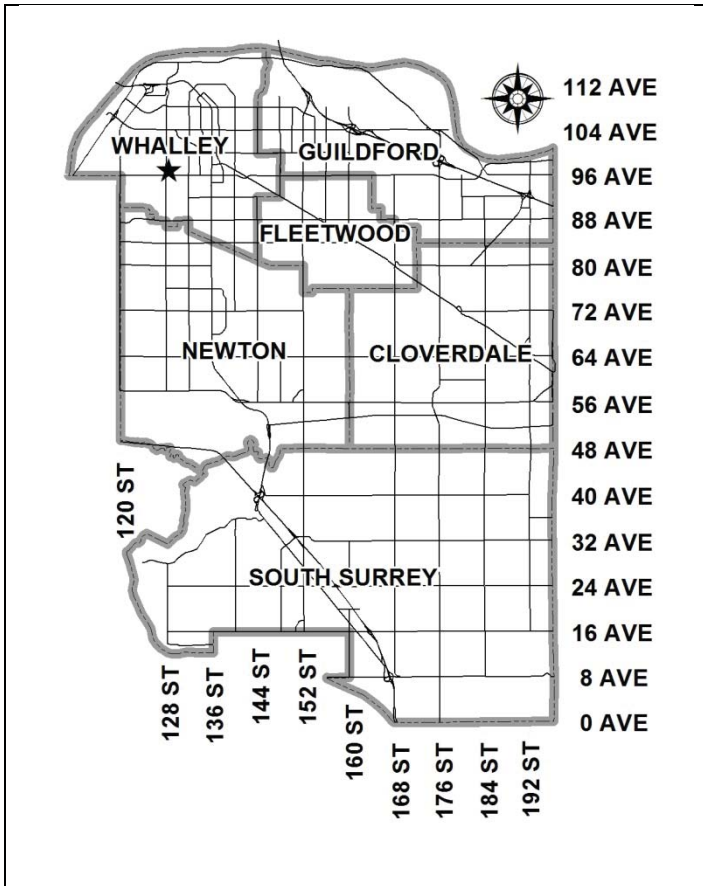 112 AVE
104 AVE
WHALLEY
GUILDFORD
96 AVE
88 AVE
FLEETWOOD
80 AVE
72 AVE
NEWTON
CLOVERDALE
64 AVE
56 AVE
48 AVE
120 ST
40 AVE
32 AVE
SOUTH SURREY
24 AVE
16 AVE
128 ST
136 ST
144 ST
152 ST
160 ST
8 AVE
0 AVE
168 ST
176 ST
184 ST
192 ST